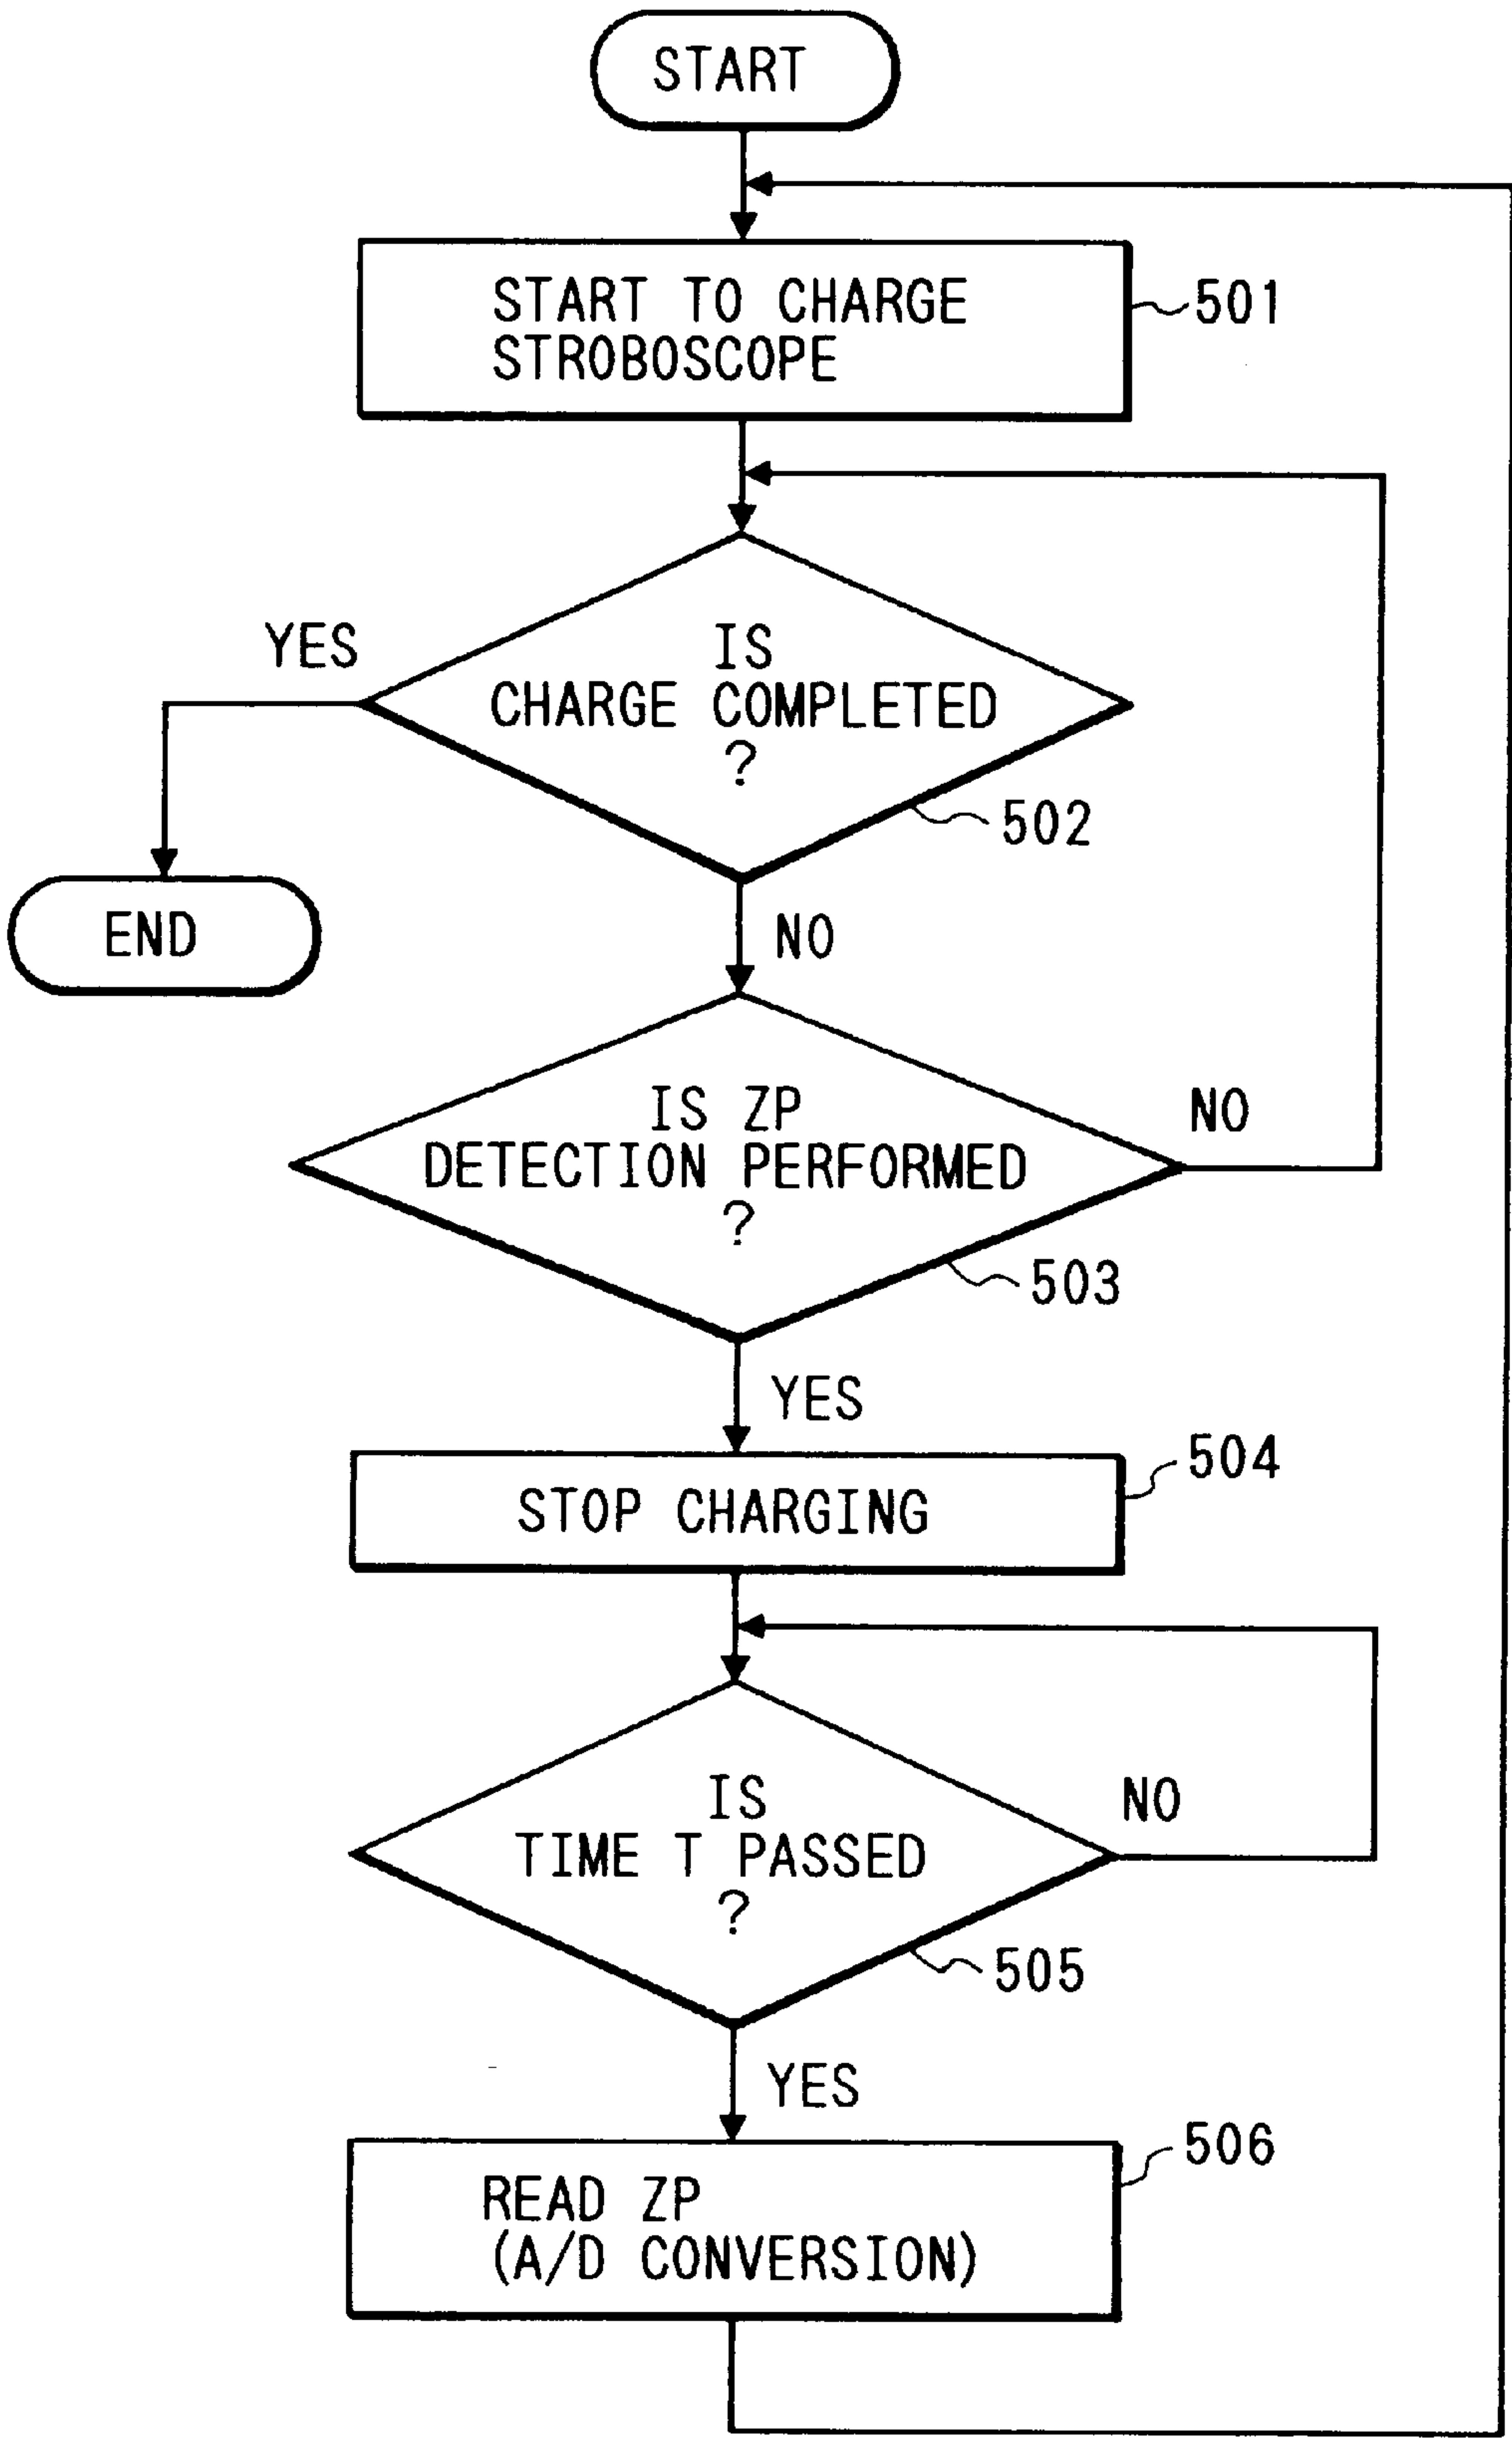 START
START TO CHARGE
STROBOSCOPE
501
YES
IS
CHARGE COMPLETED
?
502
END
NO
IS ZP
DETECTION PERFORMED
?
NO
503
YES
STOP CHARGING
504
IS
TIME T PASSED
?
NO
505
YES
READ ZP
(A/D CONVERSION)
506